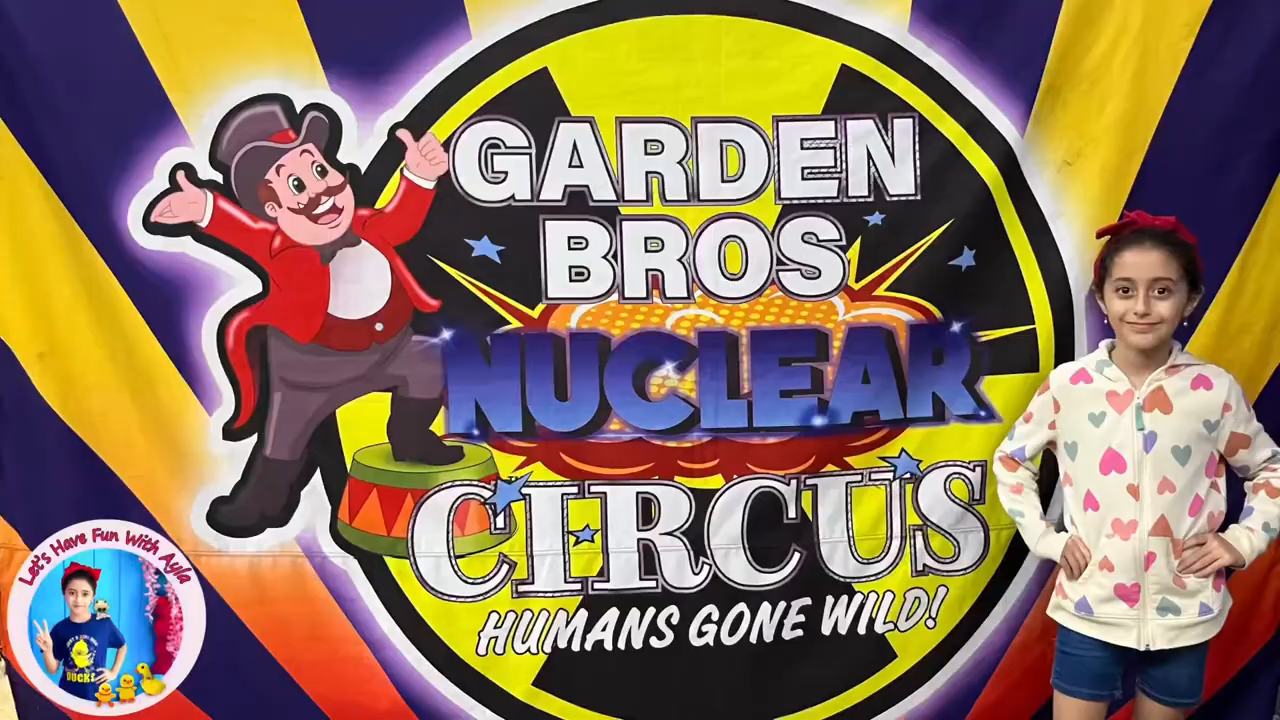 GARDEN
BROS
NUCLEAR
CIRCUS
HUMANS GONE WILD!
Let's Have Fun With Ayla
DUCKS